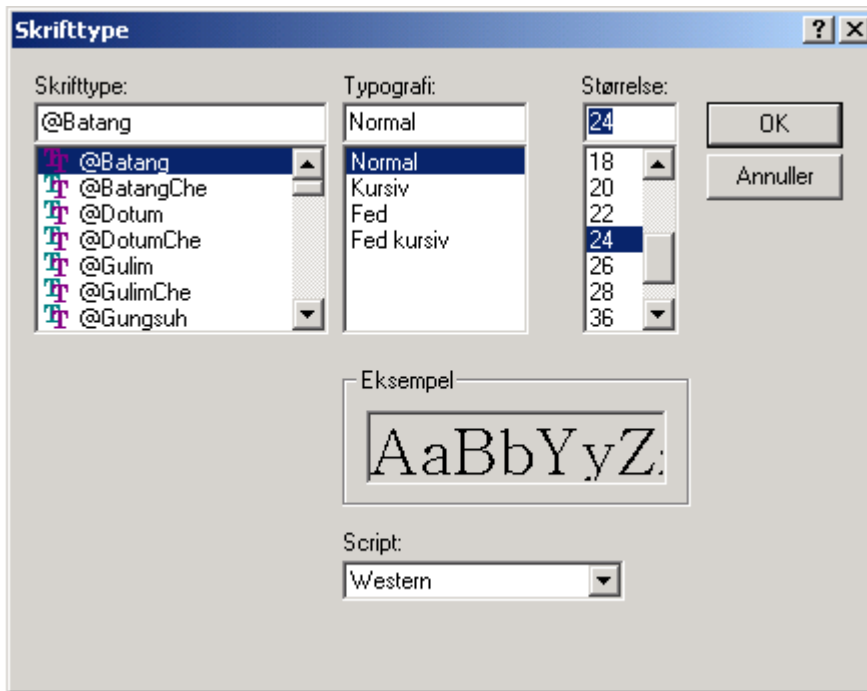 Skrifttype
Skrifttype:
@Batang
@Batang
@BatangChe
@Dotum
@DotumChe
@Gulim
@GulimChe
@Gungsuh
Typografi:
Normal
Normal
Kursiv
Fed
Fed kursiv
Størrelse:
24
18
20
22
24
26
28
36
OK
Annuller
Eksempel
AaBbYyZz
Script:
Western